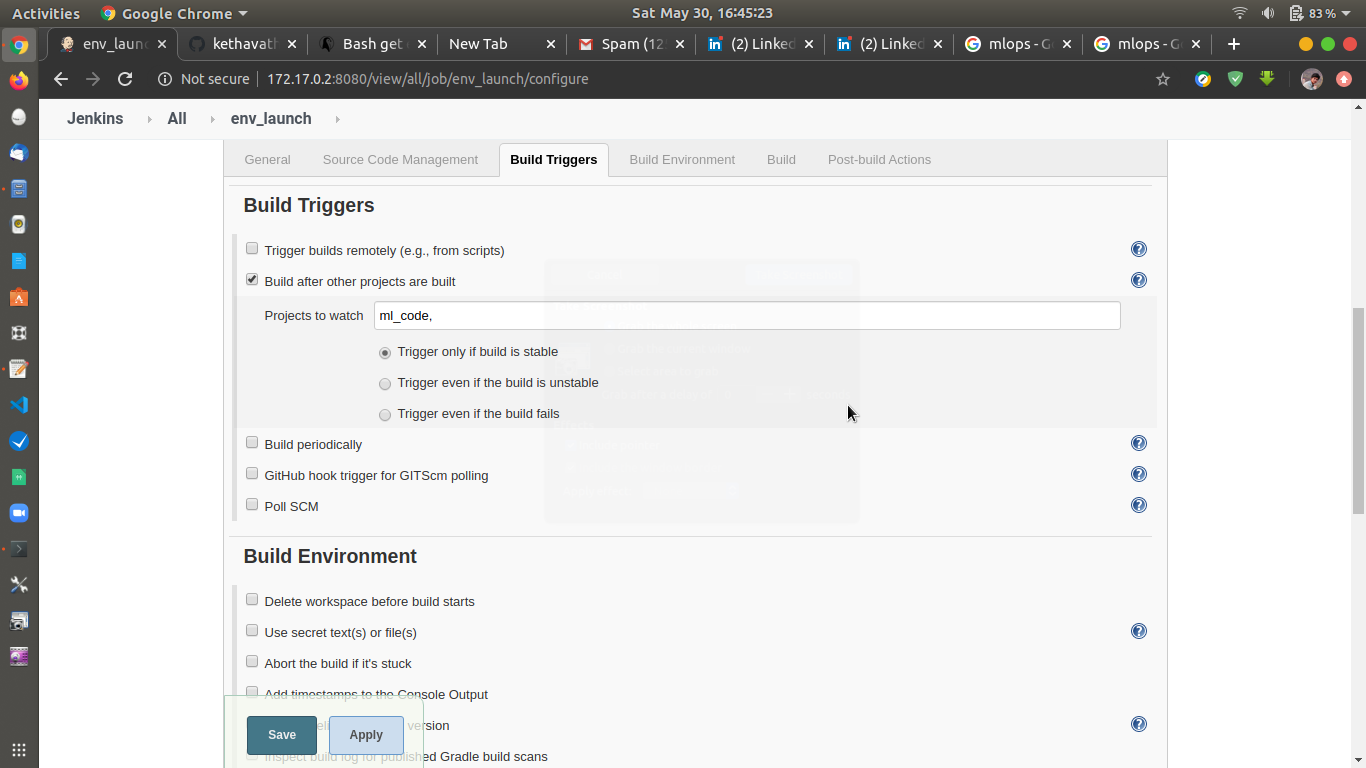 Activities Google Chrome Sat May 30, 16:45:23 83 %
env_laun kethavath Bash get New Tab Spam (12 (2) Linked (2) Linked mlops - G mlops - G
Not secure 172.17.0.2:8080/view/all/job/env_launch/configure
Jenkins All env_launch
General Source Code Management Build Triggers Build Environment Build Post-build Actions
Build Triggers
Trigger builds remotely (e.g., from scripts)
Build after other projects are built
Projects to watch ml_code,
Trigger only if build is stable
Trigger even if the build is unstable
Trigger even if the build fails
Build periodically
GitHub hook trigger for GITScm polling
Poll SCM
Build Environment
Delete workspace before build starts
Use secret text(s) or file(s)
Abort the build if it's stuck
Add timestamps to the Console Output
version
Save Apply
Inspect build log for published Gradle build scans